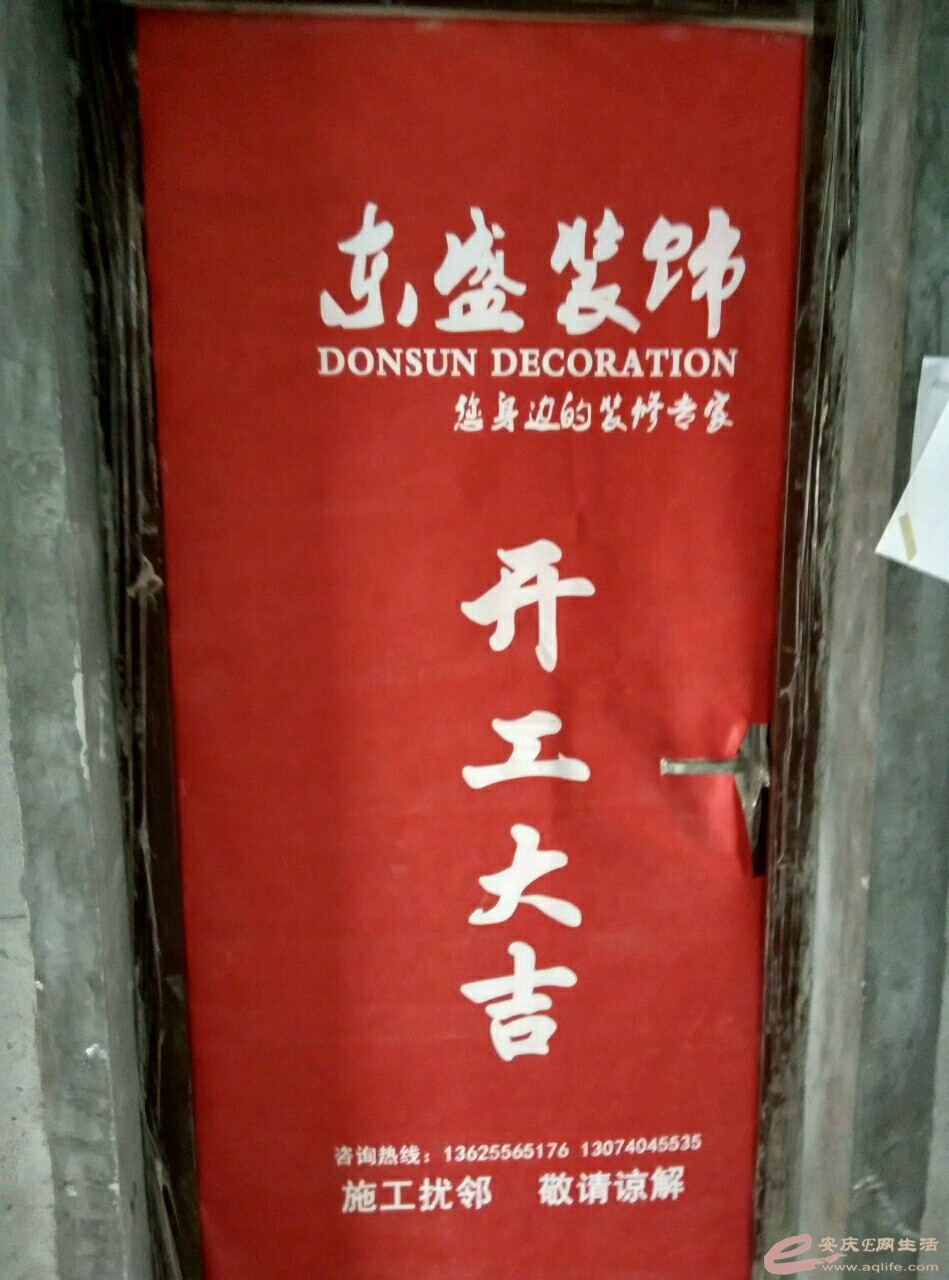 东盛装饰
DONSUN DECORATION
您身边的装修专家
开
工
大
吉
咨询热线：13625565176 13074045535
施工扰邻 敬请谅解
安庆E网生活
www.aqlife.com